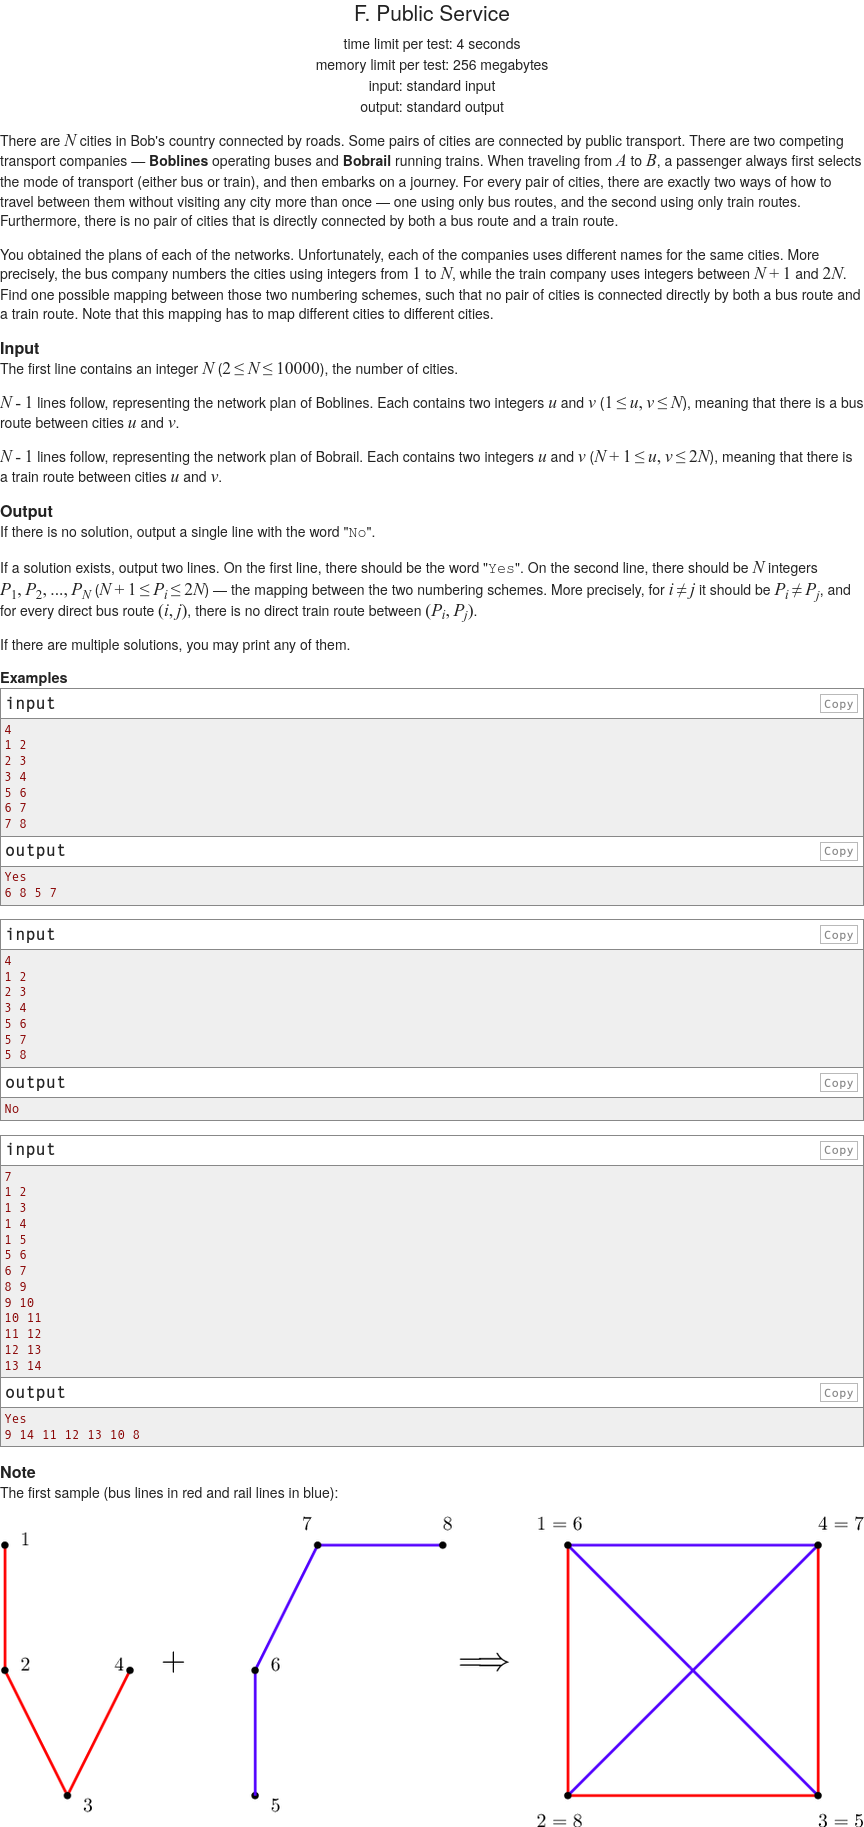 F. Public Service
time limit per test: 4 seconds
memory limit per test: 256 megabytes
input: standard input
output: standard output
There are N cities in Bob's country connected by roads. Some pairs of cities are connected by public transport. There are two competing
transport companies — Boblines operating buses and Bobrail running trains. When traveling from A to B, a passenger always first selects
the mode of transport (either bus or train), and then embarks on a journey. For every pair of cities, there are exactly two ways of how to
travel between them without visiting any city more than once — one using only bus routes, and the second using only train routes.
Furthermore, there is no pair of cities that is directly connected by both a bus route and a train route.
You obtained the plans of each of the networks. Unfortunately, each of the companies uses different names for the same cities. More
precisely, the bus company numbers the cities using integers from 1 to N, while the train company uses integers between N + 1 and 2N.
Find one possible mapping between those two numbering schemes, such that no pair of cities is connected directly by both a bus route and
a train route. Note that this mapping has to map different cities to different cities.
Input
The first line contains an integer N (2 ≤ N ≤ 10000), the number of cities.
N - 1 lines follow, representing the network plan of Boblines. Each contains two integers u and v (1 ≤ u, v ≤ N), meaning that there is a bus
route between cities u and v.
N - 1 lines follow, representing the network plan of Bobrail. Each contains two integers u and v (N + 1 ≤ u, v ≤ 2N), meaning that there is
a train route between cities u and v.
Output
If there is no solution, output a single line with the word "No".
If a solution exists, output two lines. On the first line, there should be the word "Yes". On the second line, there should be N integers
P1, P2, ..., PN (N + 1 ≤ Pi ≤ 2N) — the mapping between the two numbering schemes. More precisely, for i ≠ j it should be Pi ≠ Pj, and
for every direct bus route (i, j), there is no direct train route between (Pi, Pj).
If there are multiple solutions, you may print any of them.
Examples
input Copy
4
1 2
2 3
3 4
5 6
6 7
7 8
output Copy
Yes
6 8 5 7
input Copy
4
1 2
2 3
3 4
5 6
5 7
5 8
output Copy
No
input Copy
7
1 2
1 3
1 4
1 5
5 6
6 7
8 9
9 10
10 11
11 12
12 13
13 14
output Copy
Yes
9 14 11 12 13 10 8
Note
The first sample (bus lines in red and rail lines in blue):
7 8 1 = 6 4 = 7
1
2 4 + 6 ⟹
3 5 2 = 8 3 = 5